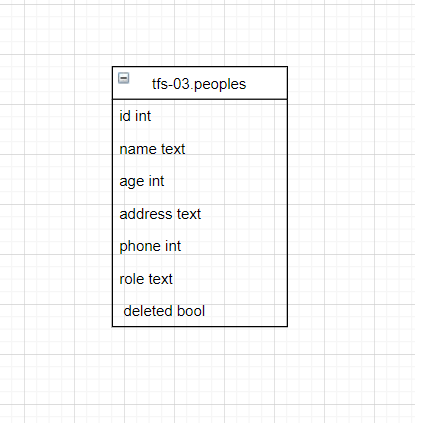 tfs-03.peoples
id int
name text
age int
address text
phone int
role text
deleted bool